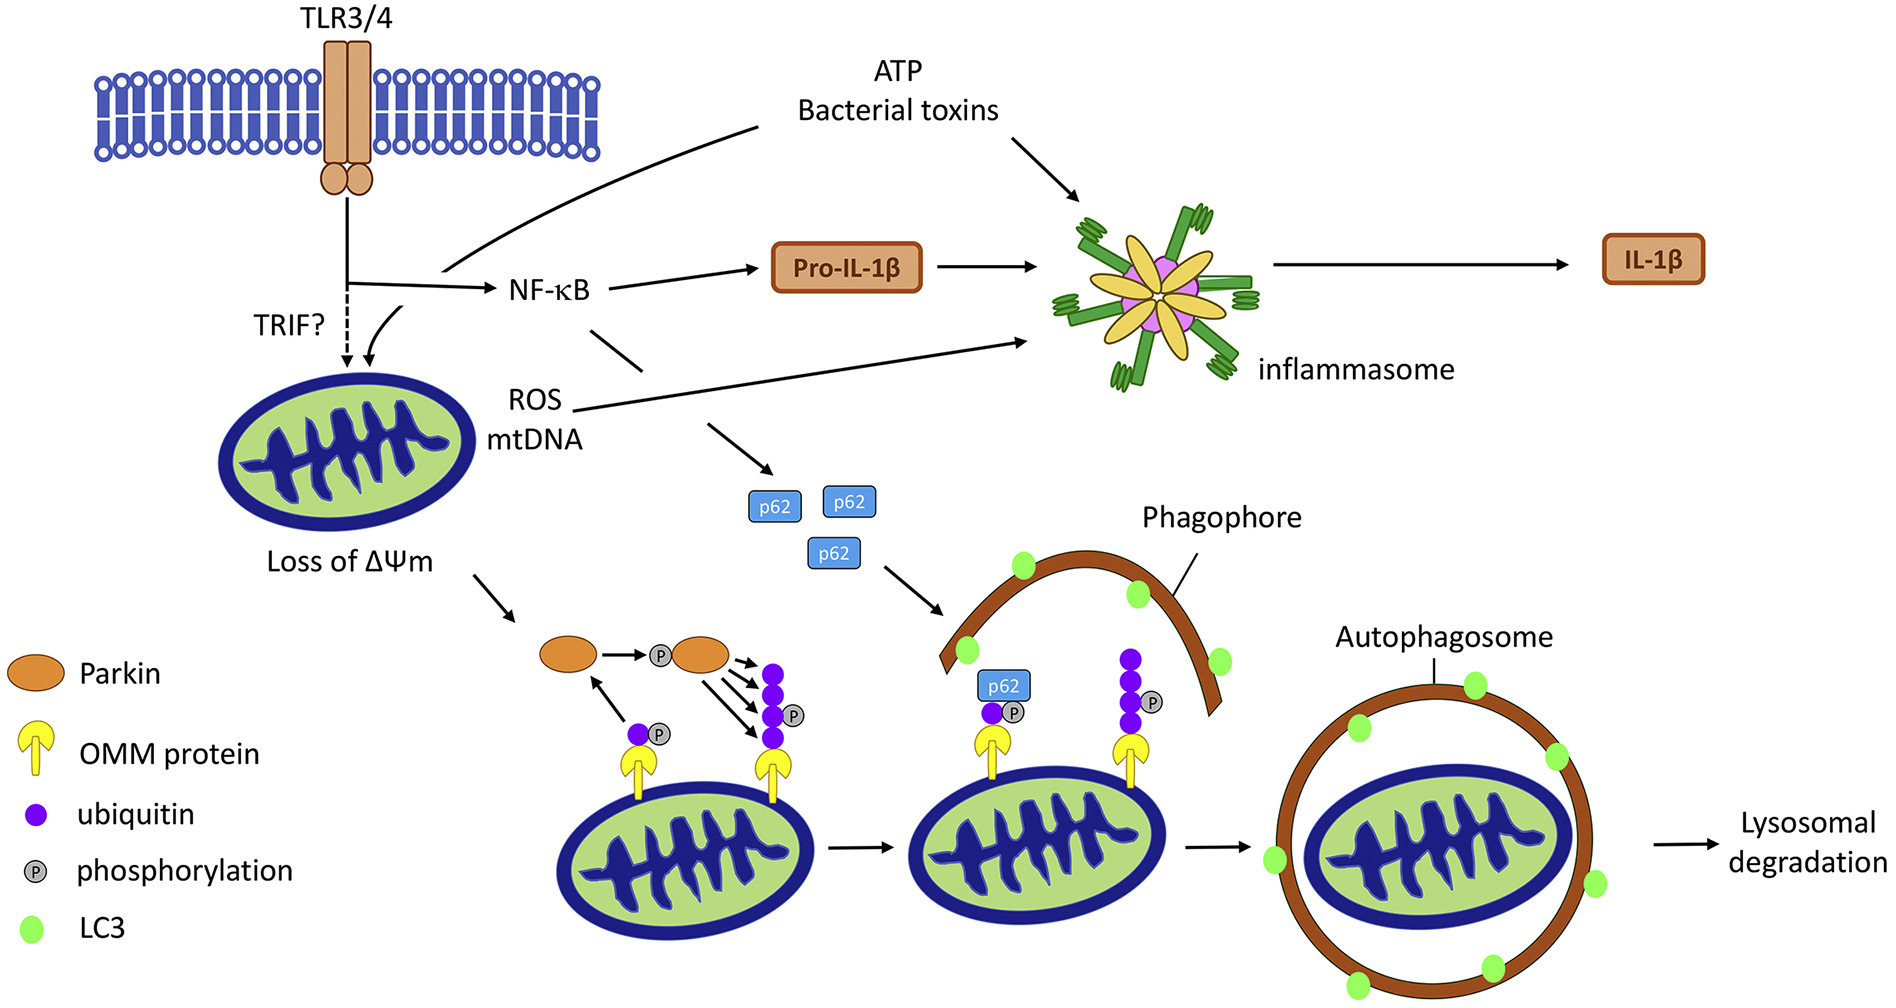 TLR3/4
ATP
Bacterial toxins
Pro-IL-1β
IL-1β
NF-κB
TRIF?
inflammasome
ROS
mtDNA
p62
p62
p62
Phagophore
Loss of ΔΨm
Autophagosome
P
p62
P
P
P
P
Parkin
OMM protein
ubiquitin
P
phosphorylation
LC3
Lysosomal
degradation